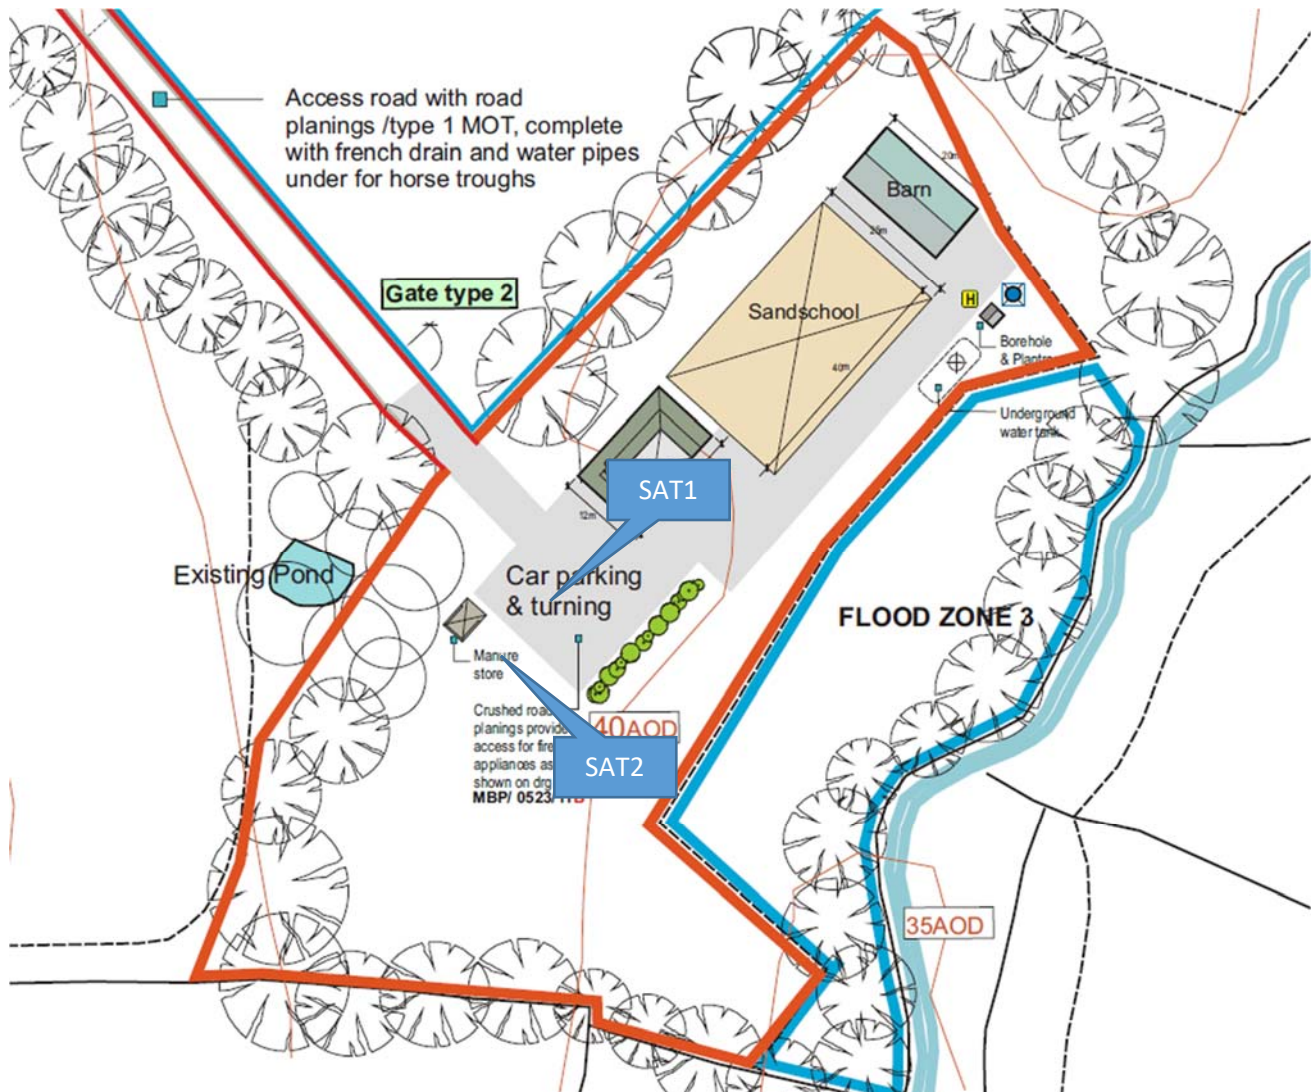 Access road with road
planings /type 1 MOT, complete
with french drain and water pipes
under for horse troughs
Gate type 2
20m
Barn
25m
Sandschool
H
40m
Borehole
& Plantro
Underground
water tank
SAT1
12m
Existing Pond
Car parking
& turning
FLOOD ZONE 3
Manure
store
Crushed road
planings provide
access for fire
appliances as
shown on drg
MBP/ 0523/
40AOD
SAT2
35AOD